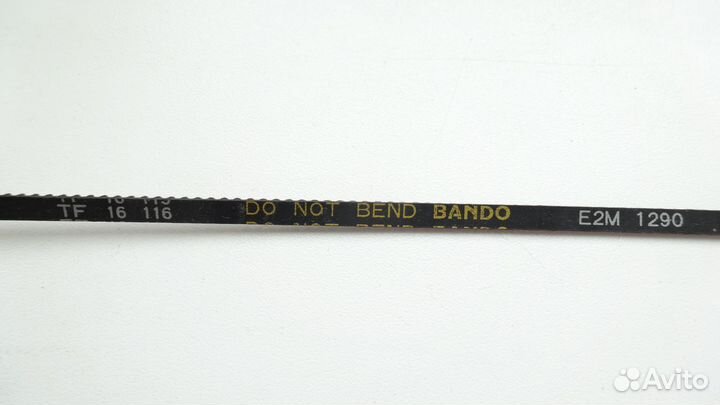 TF 16 116 DO NOT BEND BANDO E2M 1290
Avito